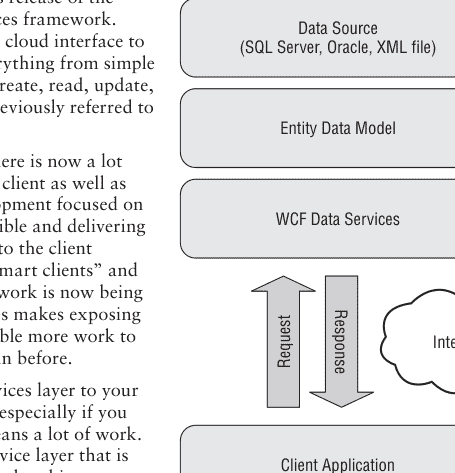 s release of the
ces framework.
cloud interface to
rything from simple
reate, read, update,
eviously referred to
here is now a lot
client as well as
opment focused on
ible and delivering
to the client
mart clients” and
work is now being
s makes exposing
ble more work to
n before.
vices layer to your
especially if you
eans a lot of work.
vice layer that is
Data Source
(SQL Server, Oracle, XML file)
Entity Data Model
WCF Data Services
Request
Response
Inte
Client Application